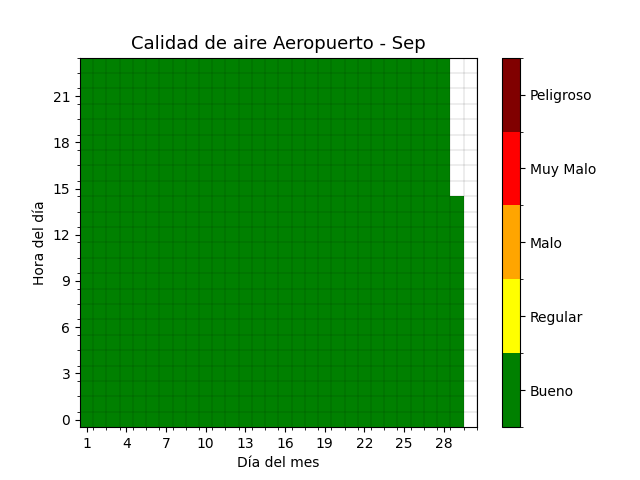 Calidad de aire Aeropuerto - Sep
Peligroso
Muy Malo
Malo
Regular
Bueno
Hora del día
21
18
15
12
9
6
3
0
1 4 7 10 13 16 19 22 25 28
Día del mes